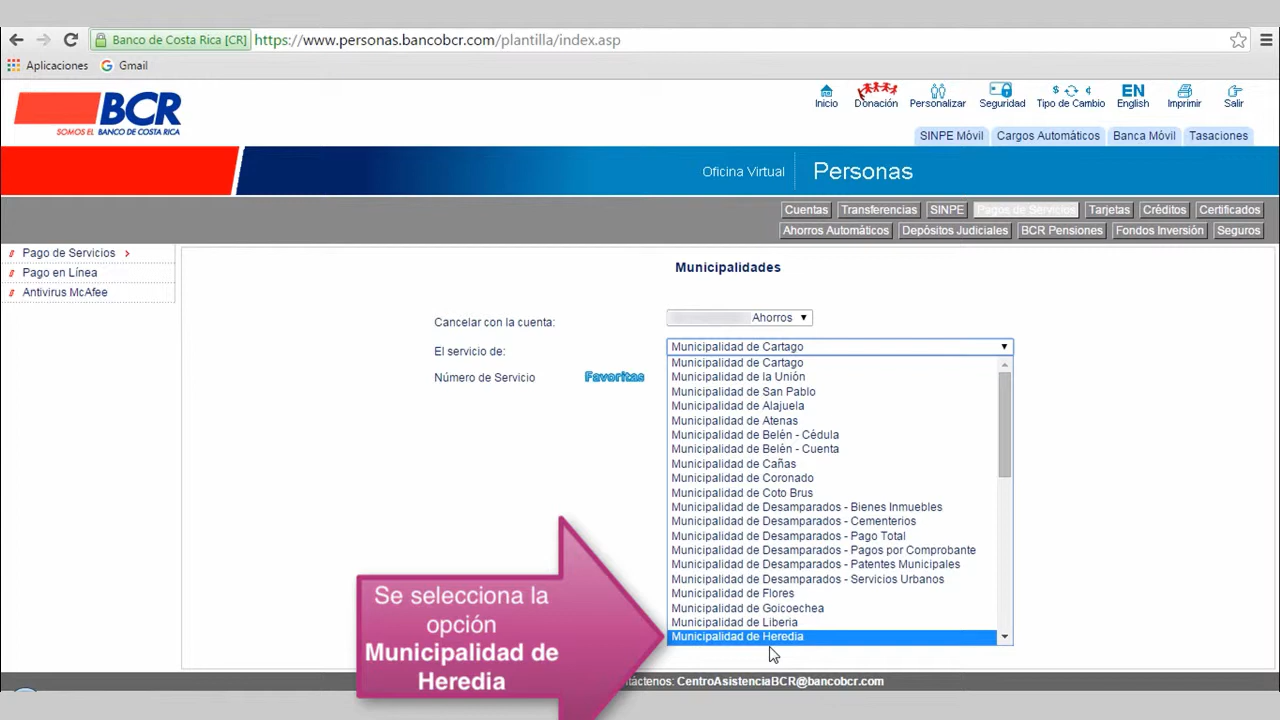 Banco de Costa Rica [CR]
https://www.personas.bancobcr.com/plantilla/index.asp
Aplicaciones
Gmail
BCR
SOMOS EL BANCO DE COSTA RICA
Inicio
Donación
Personalizar
Seguridad
Tipo de Cambio
EN
English
Imprimir
Salir
SINPE Móvil
Cargos Automáticos
Banca Móvil
Tasaciones
Oficina Virtual
Personas
Cuentas
Transferencias
SINPE
Pagos de Servicios
Tarjetas
Créditos
Certificados
Ahorros Automáticos
Depósitos Judiciales
BCR Pensiones
Fondos Inversión
Seguros
Pago de Servicios
Pago en Línea
Antivirus McAfee
Municipalidades
Cancelar con la cuenta:
Ahorros
El servicio de:
Municipalidad de Cartago
Número de Servicio
Favoritas
Municipalidad de Cartago
Municipalidad de la Unión
Municipalidad de San Pablo
Municipalidad de Alajuela
Municipalidad de Atenas
Municipalidad de Belén - Cédula
Municipalidad de Belén - Cuenta
Municipalidad de Cañas
Municipalidad de Coronado
Municipalidad de Coto Brus
Municipalidad de Desamparados - Bienes Inmuebles
Municipalidad de Desamparados - Cementerios
Municipalidad de Desamparados - Pago Total
Municipalidad de Desamparados - Pagos por Comprobante
Municipalidad de Desamparados - Patentes Municipales
Municipalidad de Desamparados - Servicios Urbanos
Municipalidad de Flores
Municipalidad de Goicoechea
Municipalidad de Liberia
Municipalidad de Heredia
Se selecciona la
opción
Municipalidad de
Heredia
táctenos: CentroAsistenciaBCR@bancobcr.com